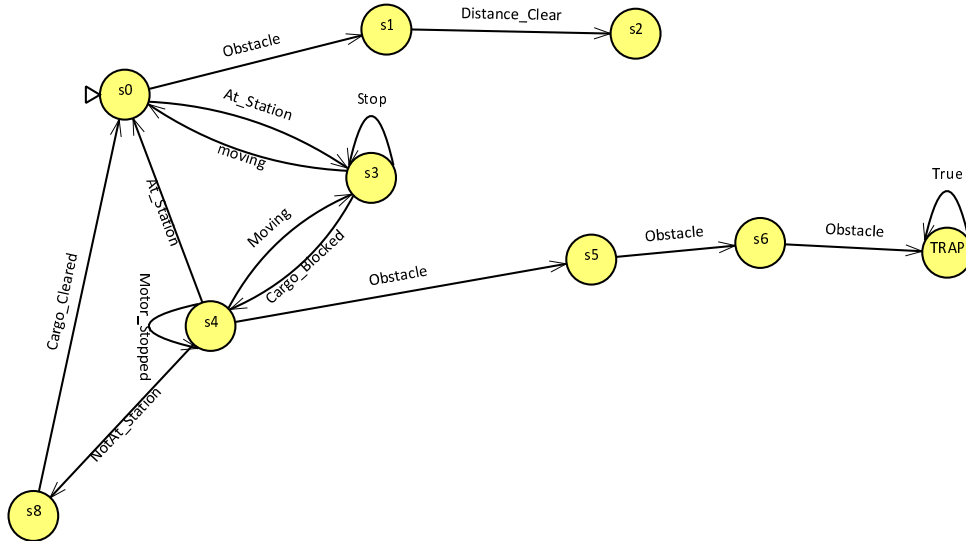 s1
Distance_Clear
s2
Obstacle
s0
At_Station
Stop
moving
s3
True
At_Station
Moving
Cargo_Blocked
Obstacle
s5
Obstacle
s6
Obstacle
TRAP
Motor_Stopped
s4
Cargo_Cleared
NotAt_Station
s8